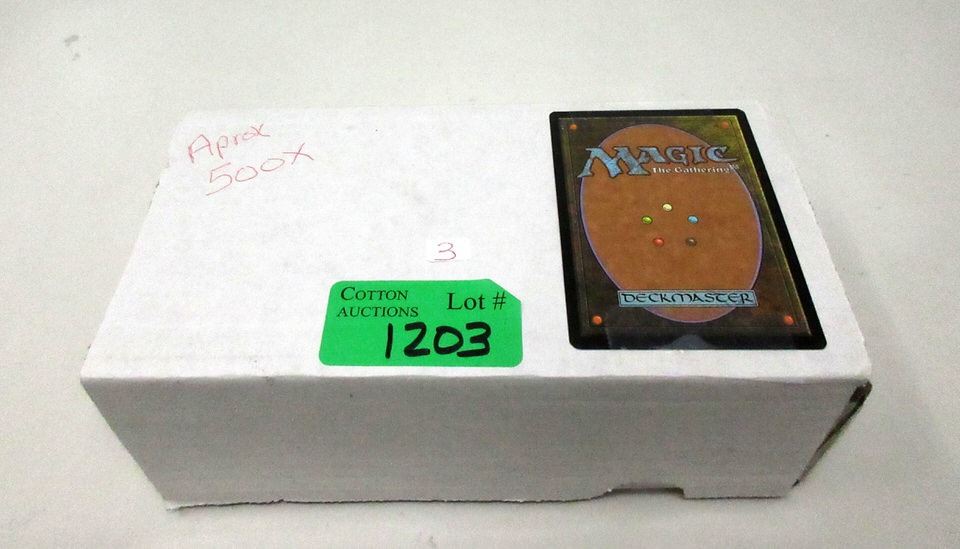 Aprox
500X
3
COTTON
AUCTIONS
Lot #
1203
MAGIC
The Gathering
DECKMASTER